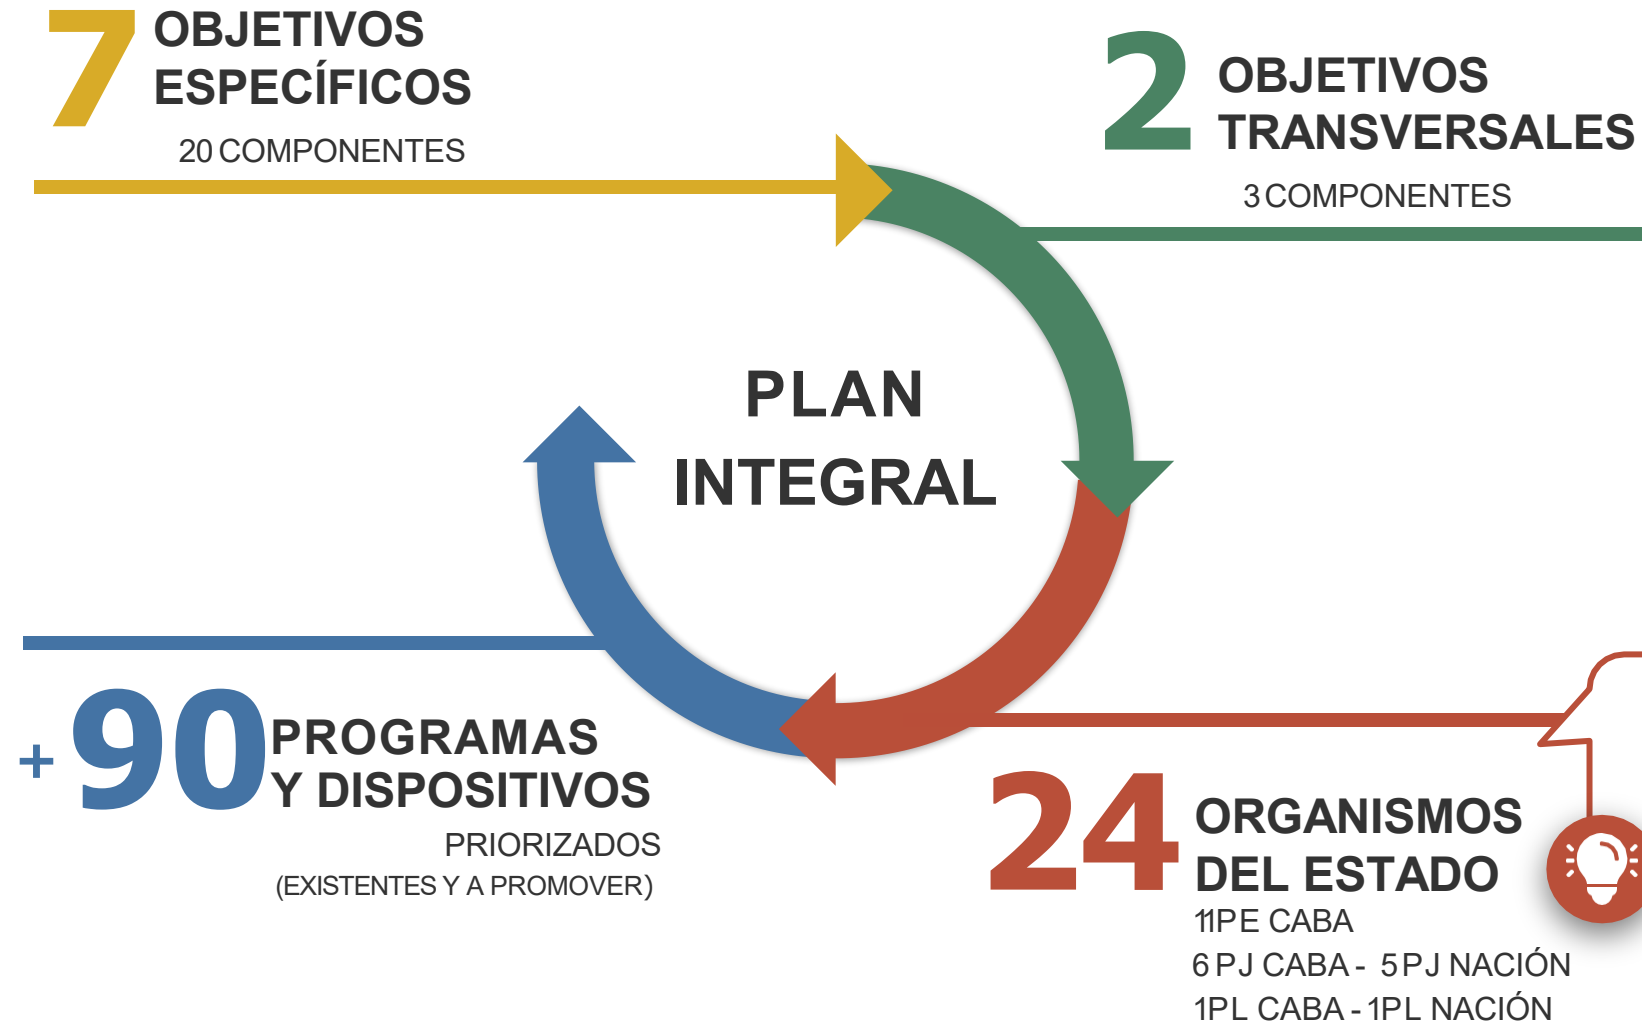 7 OBJETIVOS
ESPECÍFICOS
20 COMPONENTES
2 OBJETIVOS
TRANSVERSALES
3 COMPONENTES
PLAN
INTEGRAL
+90 PROGRAMAS
Y DISPOSITIVOS
PRIORIZADOS
(EXISTENTES Y A PROMOVER)
24 ORGANISMOS
DEL ESTADO
11PE CABA
6 PJ CABA - 5 PJ NACIÓN
1PL CABA - 1PL NACIÓN